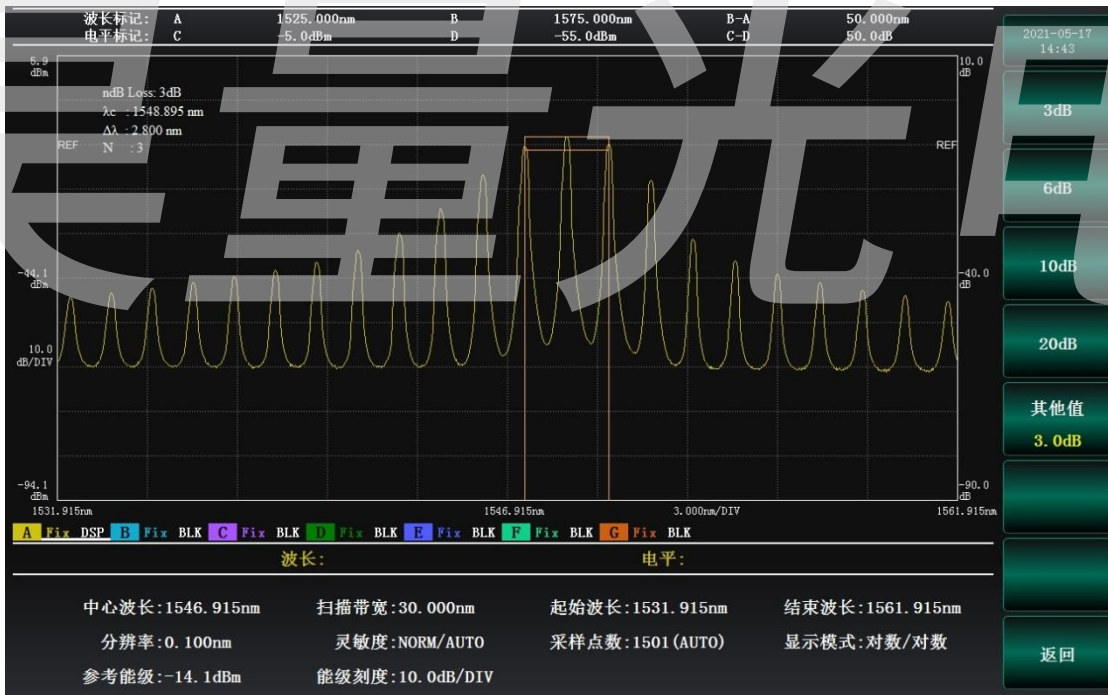 波长标记: A 1525.000nm B 1575.000nm B-A 50.000nm
电平标记: C -5.0dBm D -55.0dBm C-D 50.0dB
2021-05-17
14:43
5.9
dBm
10.0
dB
ndB Loss: 3dB
λc : 1548.895 nm
Δλ : 2.800 nm
N : 3
REF
REF
-44.1
dBm
-40.0
dB
10.0
dB/DIV
-94.1
dBm
-90.0
dB
1531.915nm 1546.915nm 3.000nm/DIV 1561.915nm
A Fix DSP B Fix BLK C Fix BLK D Fix BLK E Fix BLK F Fix BLK G Fix BLK
波长: 电平:
中心波长:1546.915nm 扫描带宽:30.000nm 起始波长:1531.915nm 结束波长:1561.915nm
分辨率:0.100nm 灵敏度:NORM/AUTO 采样点数:1501(AUTO) 显示模式:对数/对数
参考能级:-14.1dBm 能级刻度:10.0dB/DIV
3dB
6dB
10dB
20dB
其他值
3.0dB
返回